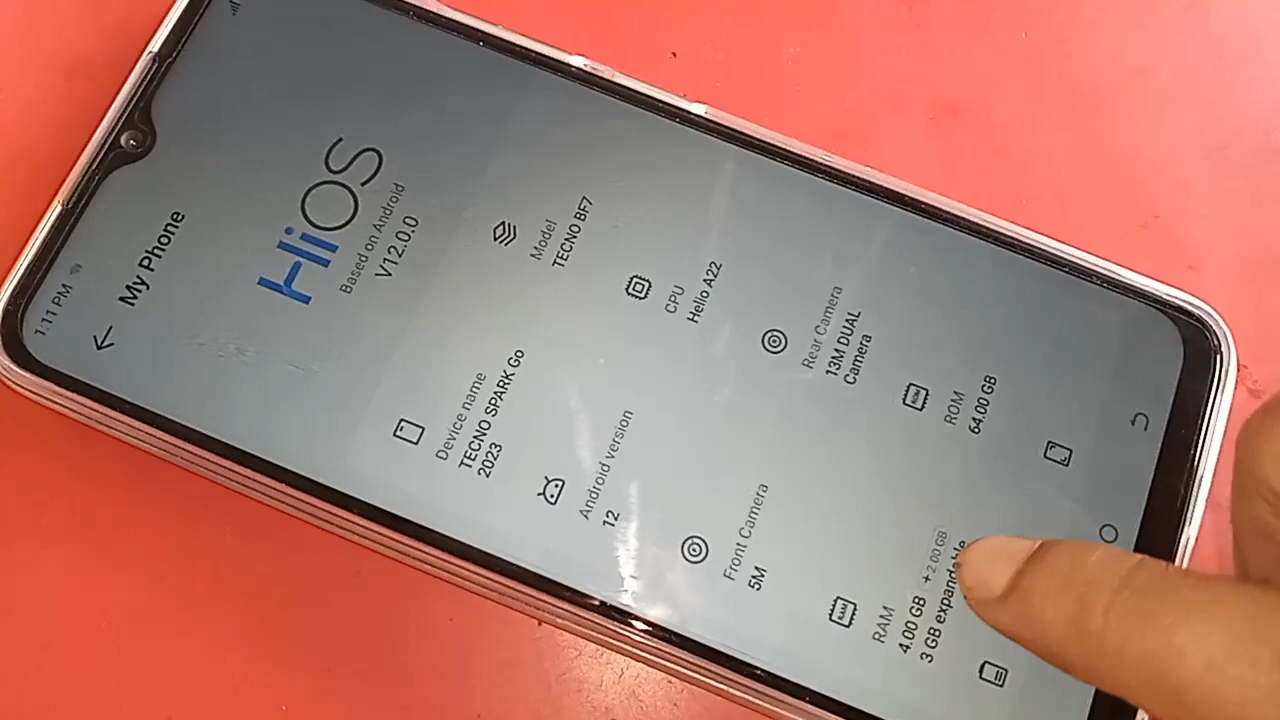 1:11 PM
My Phone
HiOS
Based on Android
V12.0.0
Device name
TECNO SPARK Go
2023
Model
TECNO BF7
Android version
12
CPU
Helio A22
Front Camera
5M
Rear Camera
13M DUAL
Camera
RAM
RAM
4.00 GB +2.00 GB
3 GB expandable
ROM
ROM
64.00 GB